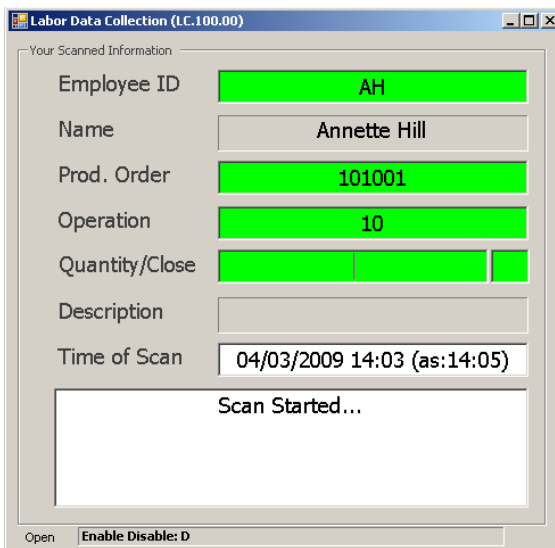 Labor Data Collection (LC.100.00)
Your Scanned Information
Employee ID AH
Name Annette Hill
Prod. Order 101001
Operation 10
Quantity/Close
Description
Time of Scan 04/03/2009 14:03 (as:14:05)
Scan Started...
Open Enable Disable: D